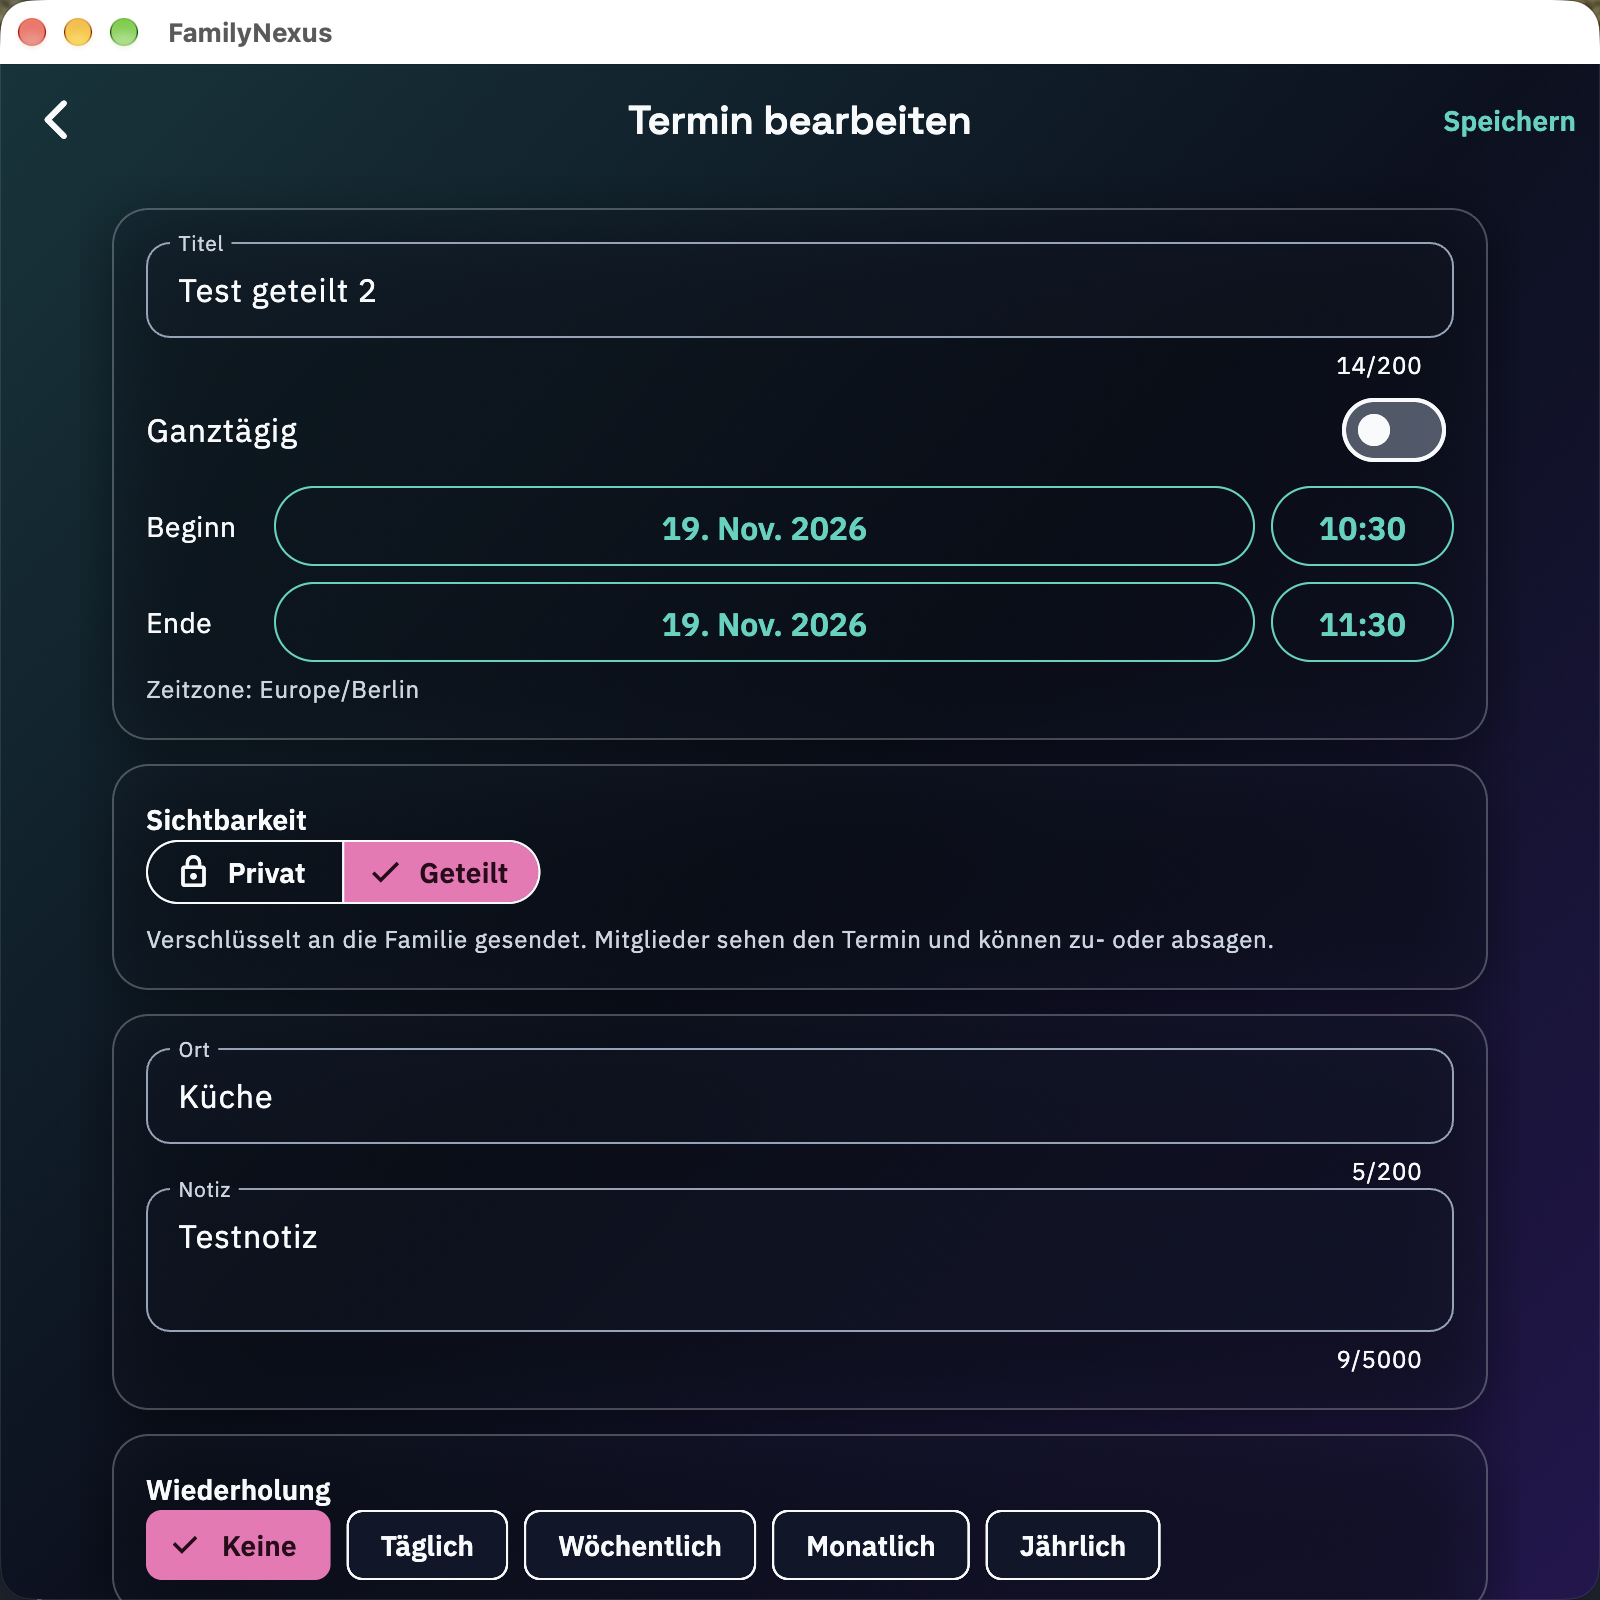 FamilyNexus
Termin bearbeiten
Speichern
Titel
Test geteilt 2
14/200
Ganztägig
Beginn 19. Nov. 2026 10:30
Ende 19. Nov. 2026 11:30
Zeitzone: Europe/Berlin
Sichtbarkeit
Privat Geteilt
Verschlüsselt an die Familie gesendet. Mitglieder sehen den Termin und können zu- oder absagen.
Ort
Küche
5/200
Notiz
Testnotiz
9/5000
Wiederholung
Keine Täglich Wöchentlich Monatlich Jährlich